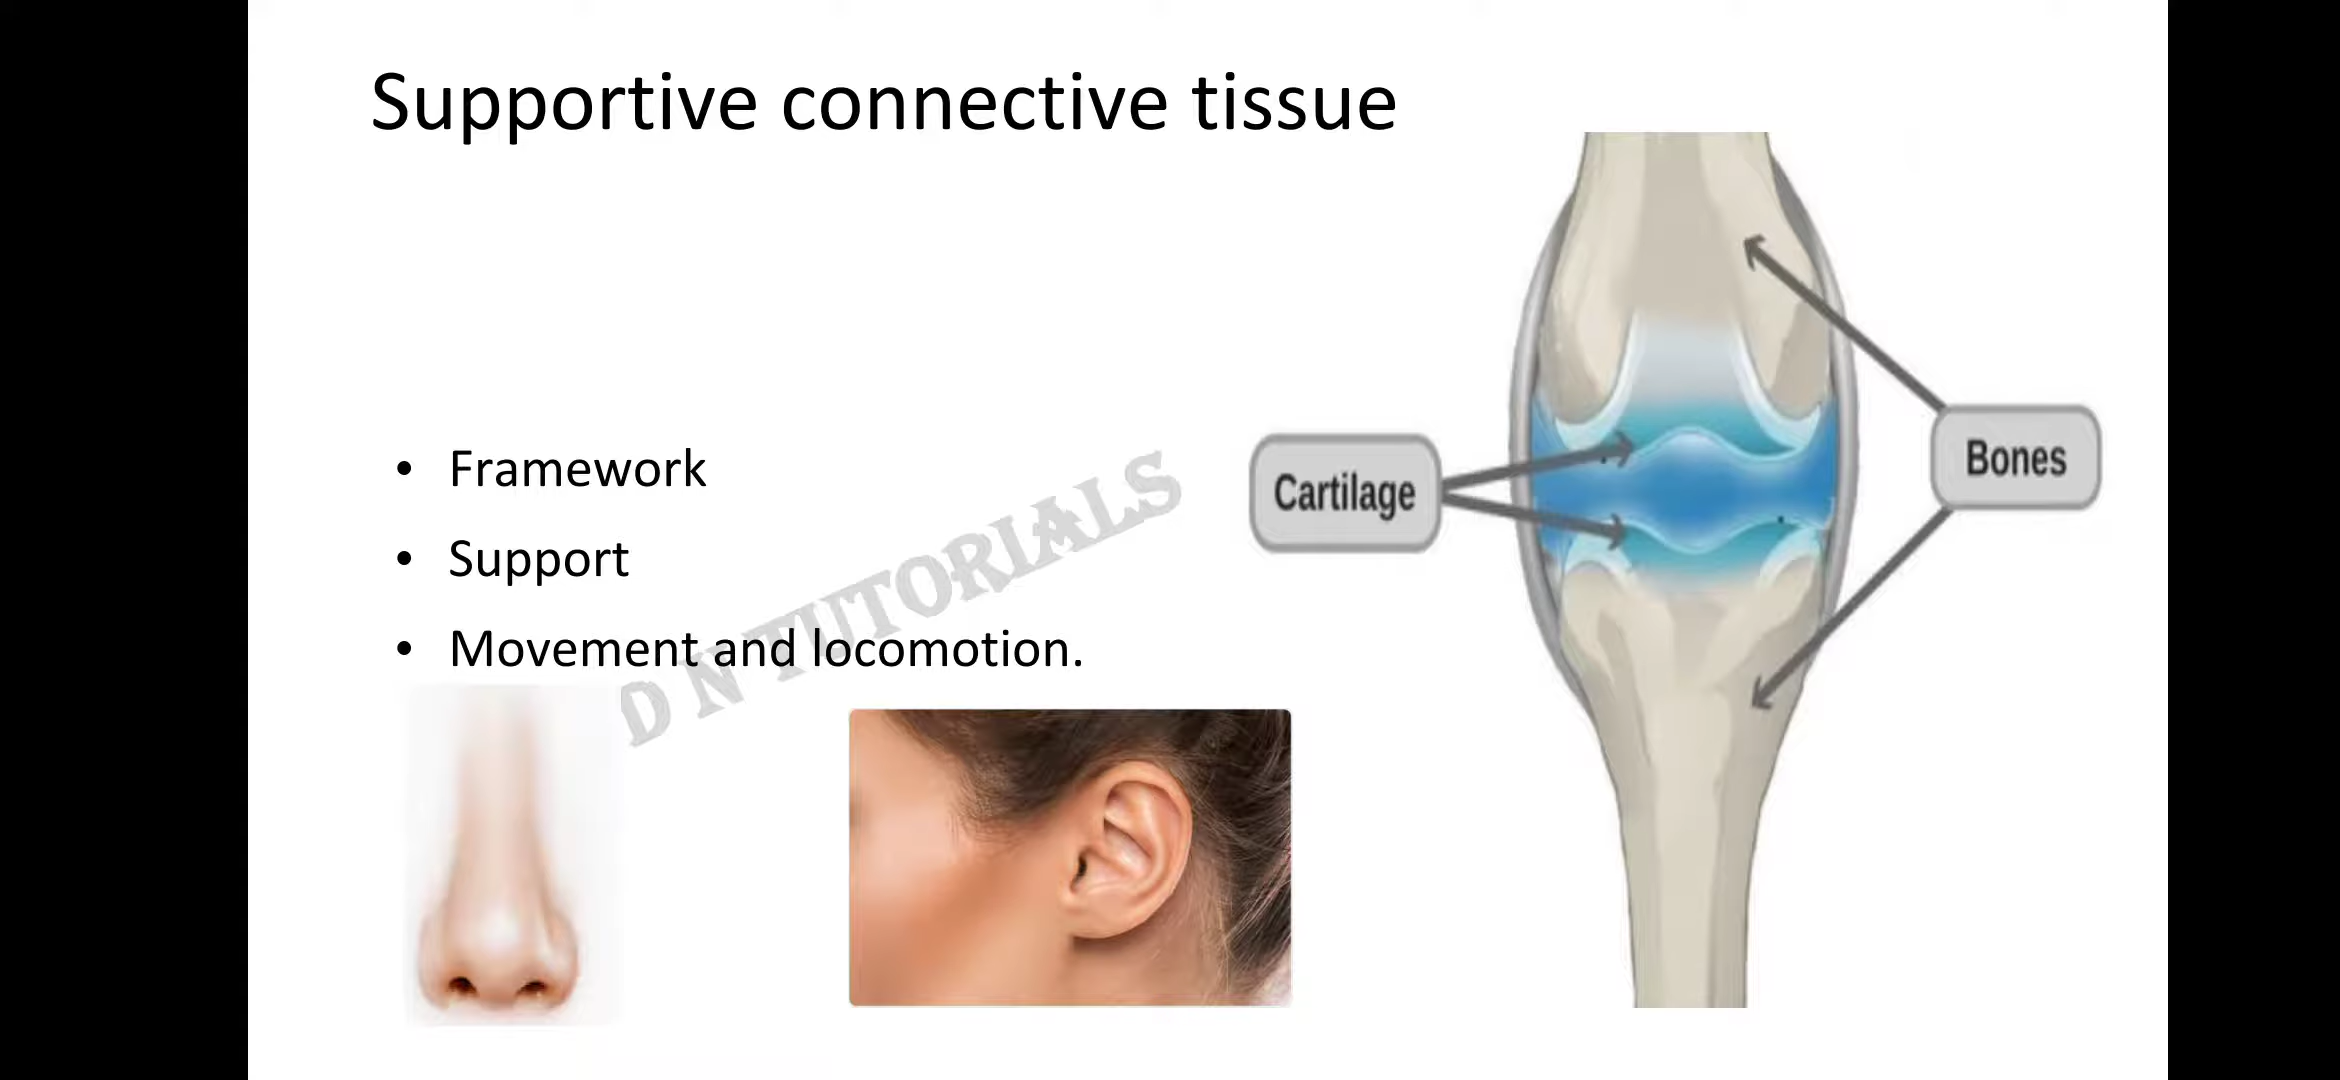 Supportive connective tissue
• Framework
• Support
• Movement and locomotion.
D N TUTORIALS
Cartilage
Bones